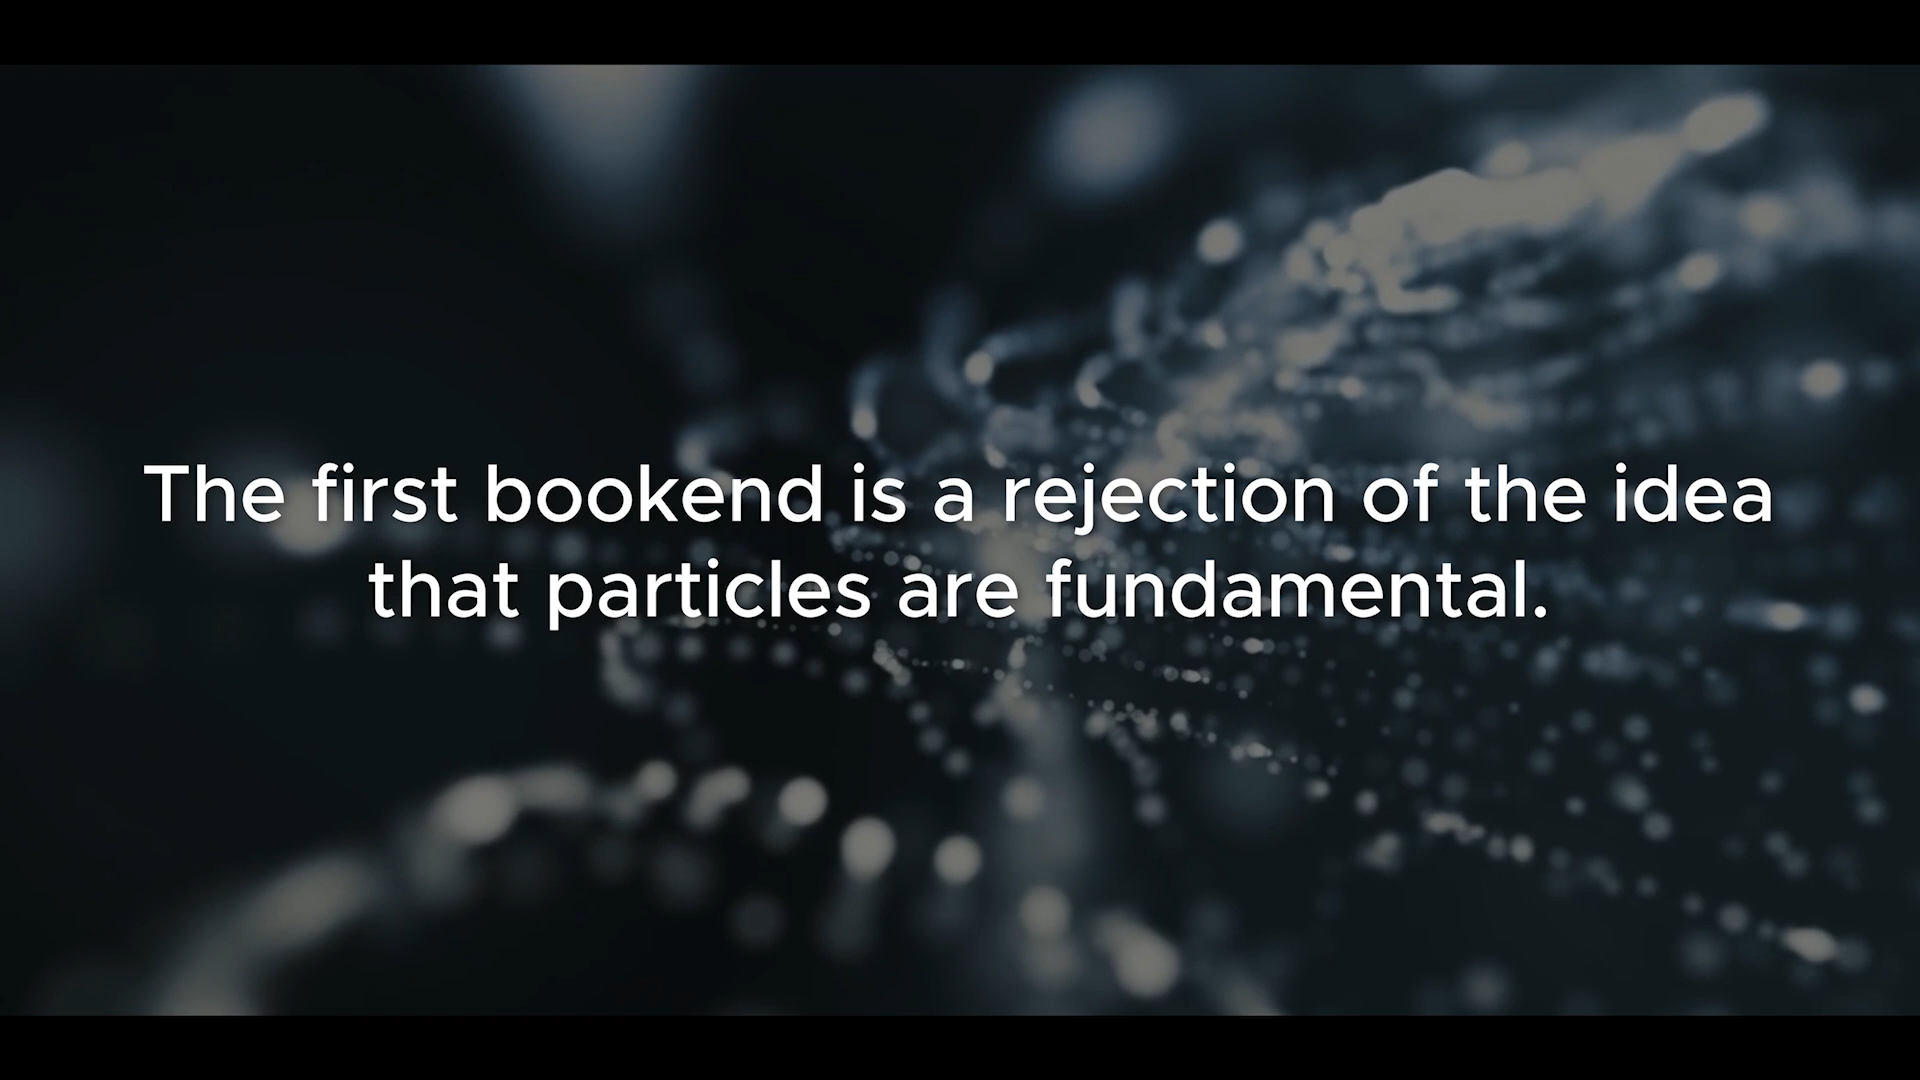 The first bookend is a rejection of the idea
that particles are fundamental.